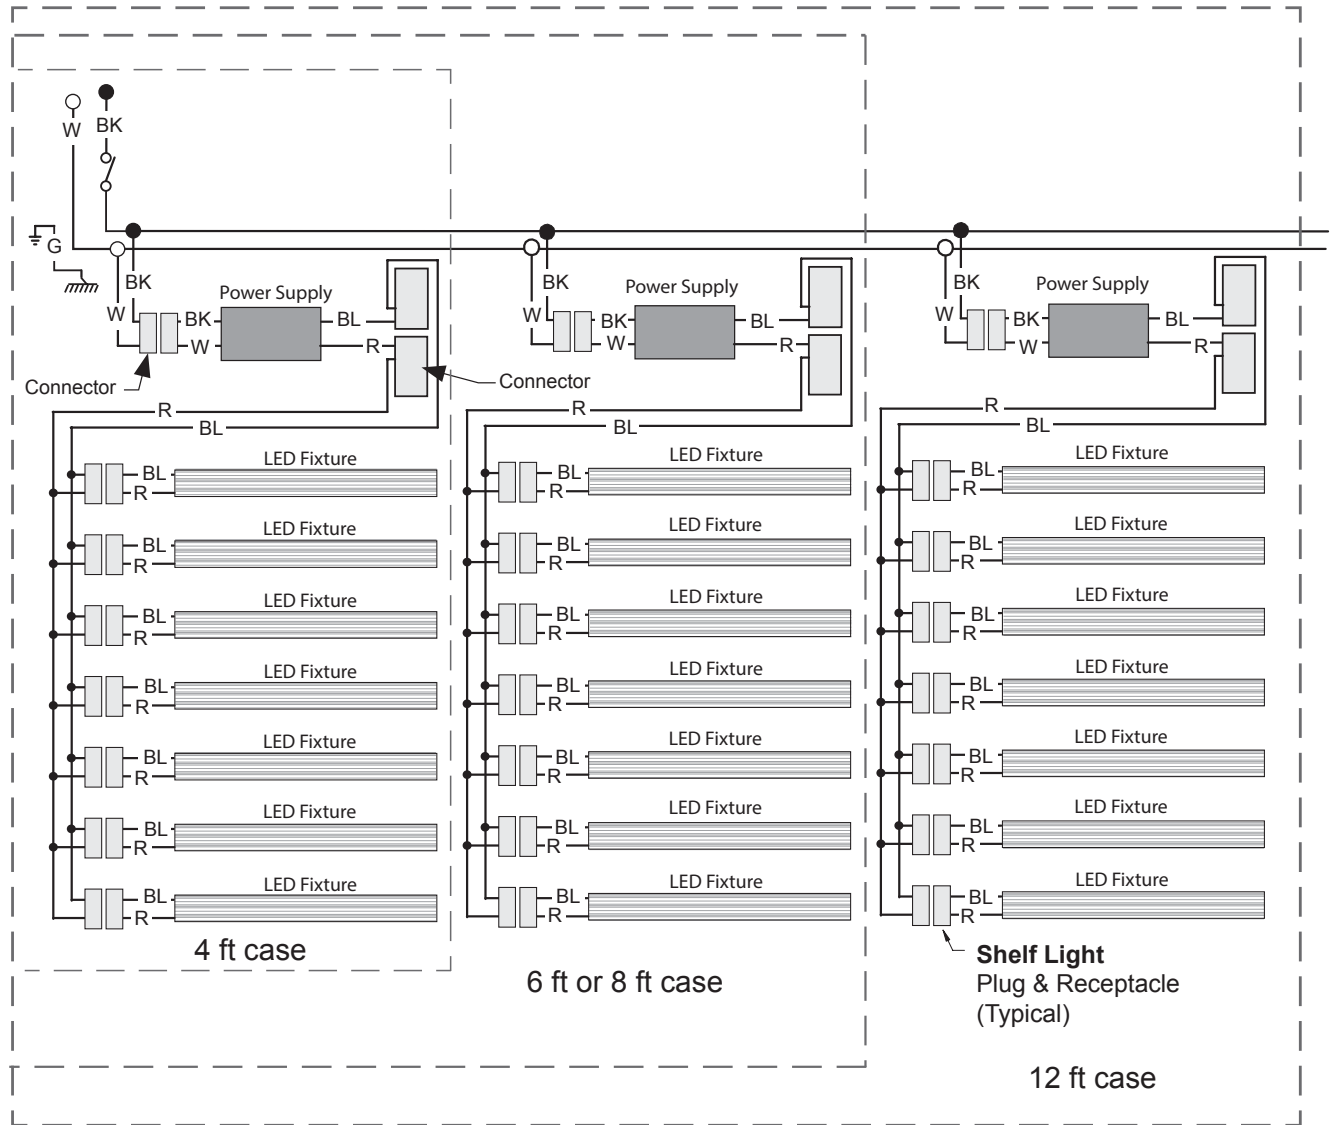 W
BK
G
BK
W
Power Supply
BK
BL
W
R
Connector
Connector
R
BL
LED Fixture
BL
R
LED Fixture
BL
R
LED Fixture
BL
R
LED Fixture
BL
R
LED Fixture
BL
R
LED Fixture
BL
R
LED Fixture
BL
R
4 ft case
BK
W
Power Supply
BK
BL
W
R
R
BL
LED Fixture
BL
R
LED Fixture
BL
R
LED Fixture
BL
R
LED Fixture
BL
R
LED Fixture
BL
R
LED Fixture
BL
R
LED Fixture
BL
R
6 ft or 8 ft case
BK
W
Power Supply
BK
BL
W
R
R
BL
LED Fixture
BL
R
LED Fixture
BL
R
LED Fixture
BL
R
LED Fixture
BL
R
LED Fixture
BL
R
LED Fixture
BL
R
LED Fixture
BL
R
Shelf Light
Plug & Receptacle
(Typical)
12 ft case